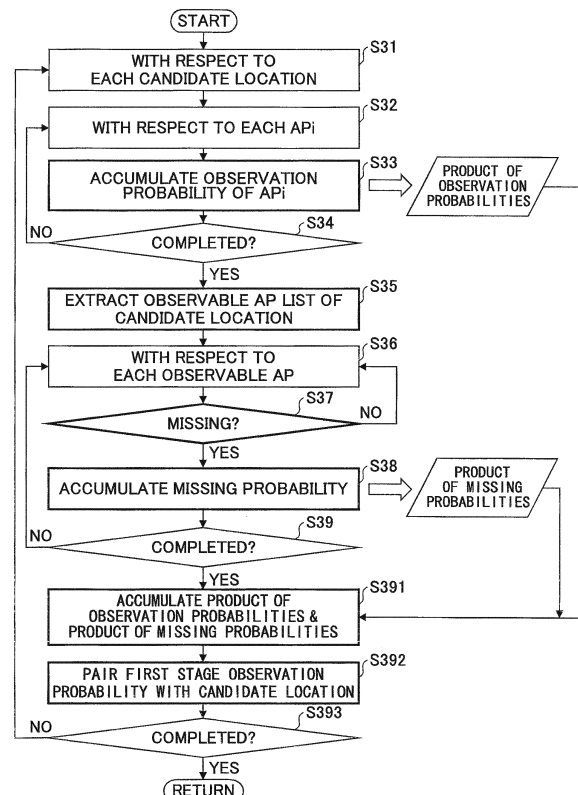 START
S31
WITH RESPECT TO
EACH CANDIDATE LOCATION
S32
WITH RESPECT TO EACH APi
S33
ACCUMULATE OBSERVATION
PROBABILITY OF APi
PRODUCT OF
OBSERVATION
PROBABILITIES
S34
NO
COMPLETED?
YES
S35
EXTRACT OBSERVABLE AP LIST OF
CANDIDATE LOCATION
S36
WITH RESPECT TO
EACH OBSERVABLE AP
S37
MISSING?
NO
YES
S38
ACCUMULATE MISSING PROBABILITY
PRODUCT
OF MISSING
PROBABILITIES
S39
NO
COMPLETED?
YES
S391
ACCUMULATE PRODUCT OF
OBSERVATION PROBABILITIES &
PRODUCT OF MISSING PROBABILITIES
S392
PAIR FIRST STAGE OBSERVATION
PROBABILITY WITH CANDIDATE LOCATION
S393
NO
COMPLETED?
YES
RETURN